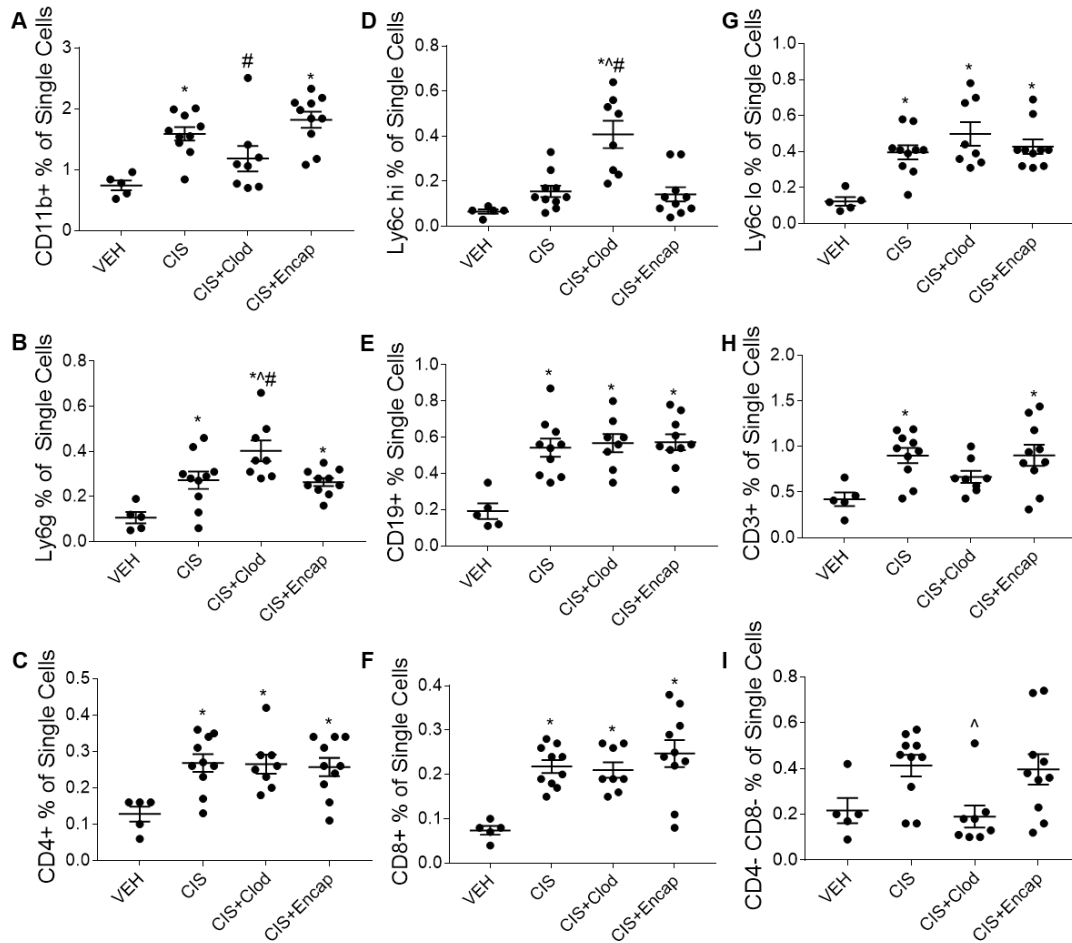 A
CD11b+ % of Single Cells
3
2
1
0
*
#
*
VEH
CIS
CIS+Clod
CIS+Encap
D
Ly6c hi % of Single Cells
0.8
0.6
0.4
0.2
0.0
*^#
VEH
CIS
CIS+Clod
CIS+Encap
G
Ly6c lo % of Single Cells
1.0
0.8
0.6
0.4
0.2
0.0
*
*
*
VEH
CIS
CIS+Clod
CIS+Encap
B
Ly6g % of Single Cells
0.8
0.6
0.4
0.2
0.0
*
*^#
*
VEH
CIS
CIS+Clod
CIS+Encap
E
CD19+ % of Single Cells
1.0
0.8
0.6
0.4
0.2
0.0
*
*
*
VEH
CIS
CIS+Clod
CIS+Encap
H
CD3+ % of Single Cells
2.0
1.5
1.0
0.5
0.0
*
*
VEH
CIS
CIS+Clod
CIS+Encap
C
CD4+ % of Single Cells
0.5
0.4
0.3
0.2
0.1
0.0
*
*
*
VEH
CIS
CIS+Clod
CIS+Encap
F
CD8+ % of Single Cells
0.4
0.3
0.2
0.1
0.0
*
*
*
VEH
CIS
CIS+Clod
CIS+Encap
I
CD4- CD8- % of Single Cells
0.8
0.6
0.4
0.2
0.0
^
VEH
CIS
CIS+Clod
CIS+Encap